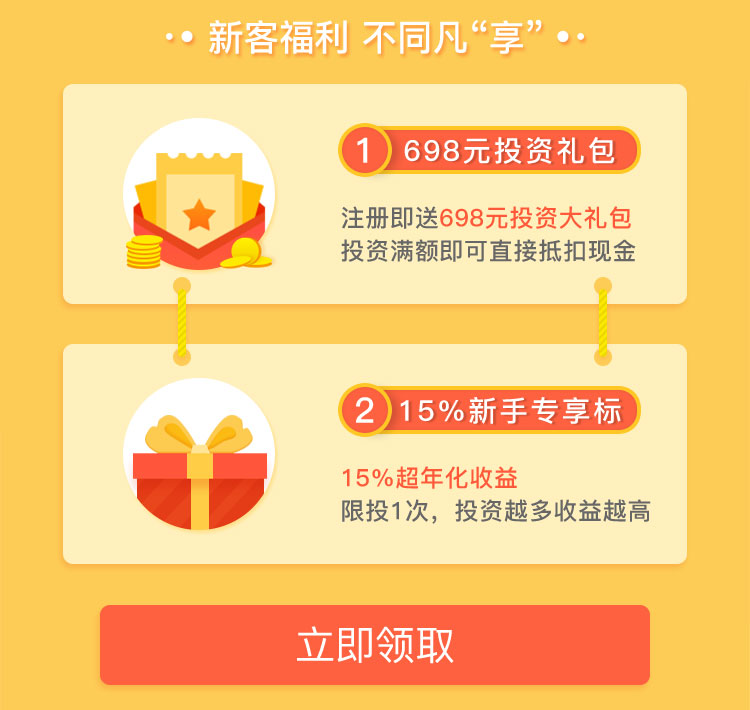 新客福利 不同凡“享”
1 698元投资礼包
注册即送698元投资大礼包
投资满额即可直接抵扣现金
2 15%新手专享标
15%超年化收益
限投1次，投资越多收益越高
立即领取